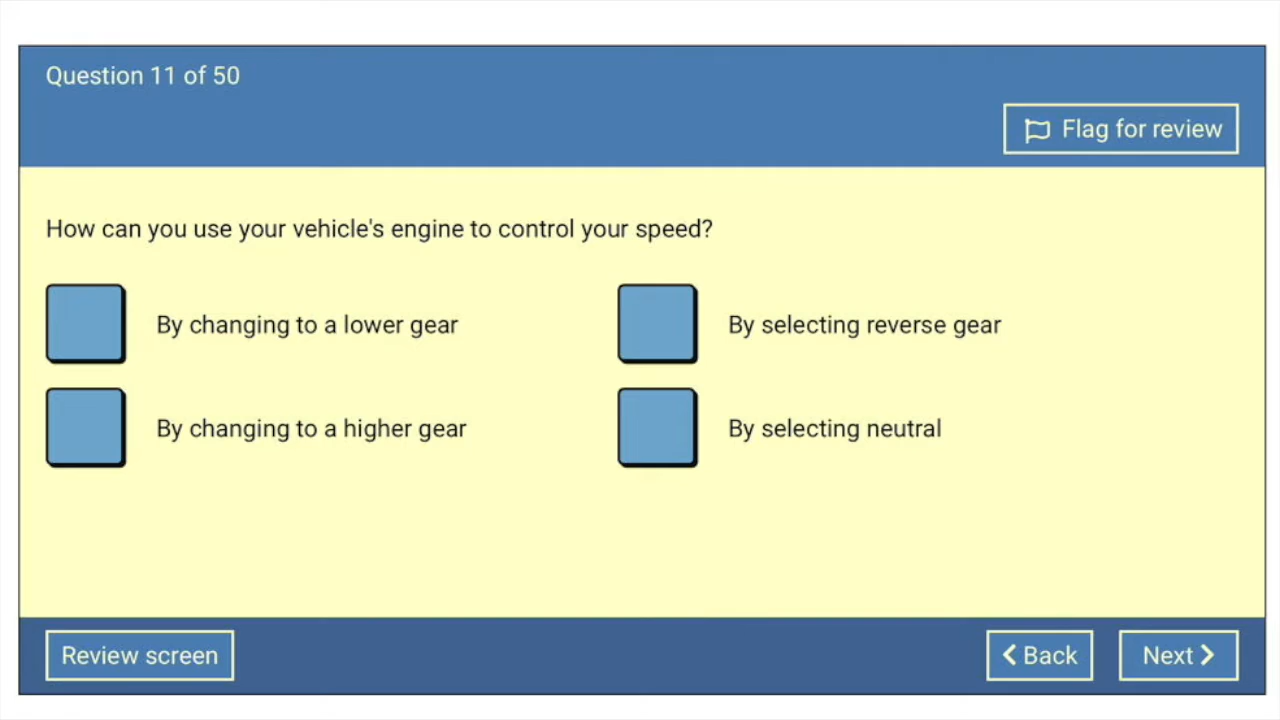 Question 11 of 50
Flag for review
How can you use your vehicle's engine to control your speed?
By changing to a lower gear
By selecting reverse gear
By changing to a higher gear
By selecting neutral
Review screen
Back
Next